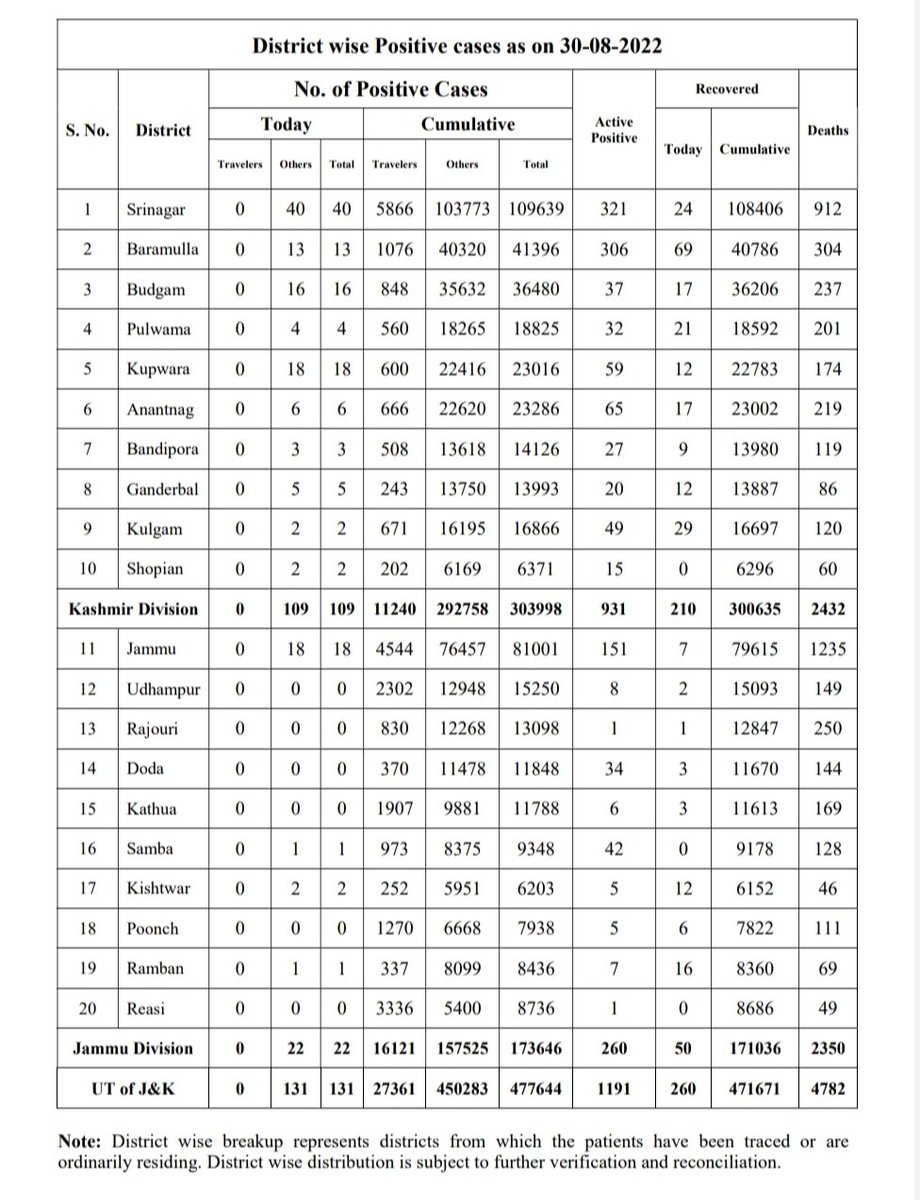 District wise Positive cases as on 30-08-2022
S. No. District No. of Positive Cases Active Positive Recovered Deaths
Today Cumulative Today Cumulative
Travelers Others Total Travelers Others Total
1 Srinagar 0 40 40 5866 103773 109639 321 24 108406 912
2 Baramulla 0 13 13 1076 40320 41396 306 69 40786 304
3 Budgam 0 16 16 848 35632 36480 37 17 36206 237
4 Pulwama 0 4 4 560 18265 18825 32 21 18592 201
5 Kupwara 0 18 18 600 22416 23016 59 12 22783 174
6 Anantnag 0 6 6 666 22620 23286 65 17 23002 219
7 Bandipora 0 3 3 508 13618 14126 27 9 13980 119
8 Ganderbal 0 5 5 243 13750 13993 20 12 13887 86
9 Kulgam 0 2 2 671 16195 16866 49 29 16697 120
10 Shopian 0 2 2 202 6169 6371 15 0 6296 60
Kashmir Division 0 109 109 11240 292758 303998 931 210 300635 2432
11 Jammu 0 18 18 4544 76457 81001 151 7 79615 1235
12 Udhampur 0 0 0 2302 12948 15250 8 2 15093 149
13 Rajouri 0 0 0 830 12268 13098 1 1 12847 250
14 Doda 0 0 0 370 11478 11848 34 3 11670 144
15 Kathua 0 0 0 1907 9881 11788 6 3 11613 169
16 Samba 0 1 1 973 8375 9348 42 0 9178 128
17 Kishtwar 0 2 2 252 5951 6203 5 12 6152 46
18 Poonch 0 0 0 1270 6668 7938 5 6 7822 111
19 Ramban 0 1 1 337 8099 8436 7 16 8360 69
20 Reasi 0 0 0 3336 5400 8736 1 0 8686 49
Jammu Division 0 22 22 16121 157525 173646 260 50 171036 2350
UT of J&K 0 131 131 27361 450283 477644 1191 260 471671 4782
Note: District wise breakup represents districts from which the patients have been traced or are
ordinarily residing. District wise distribution is subject to further verification and reconciliation.